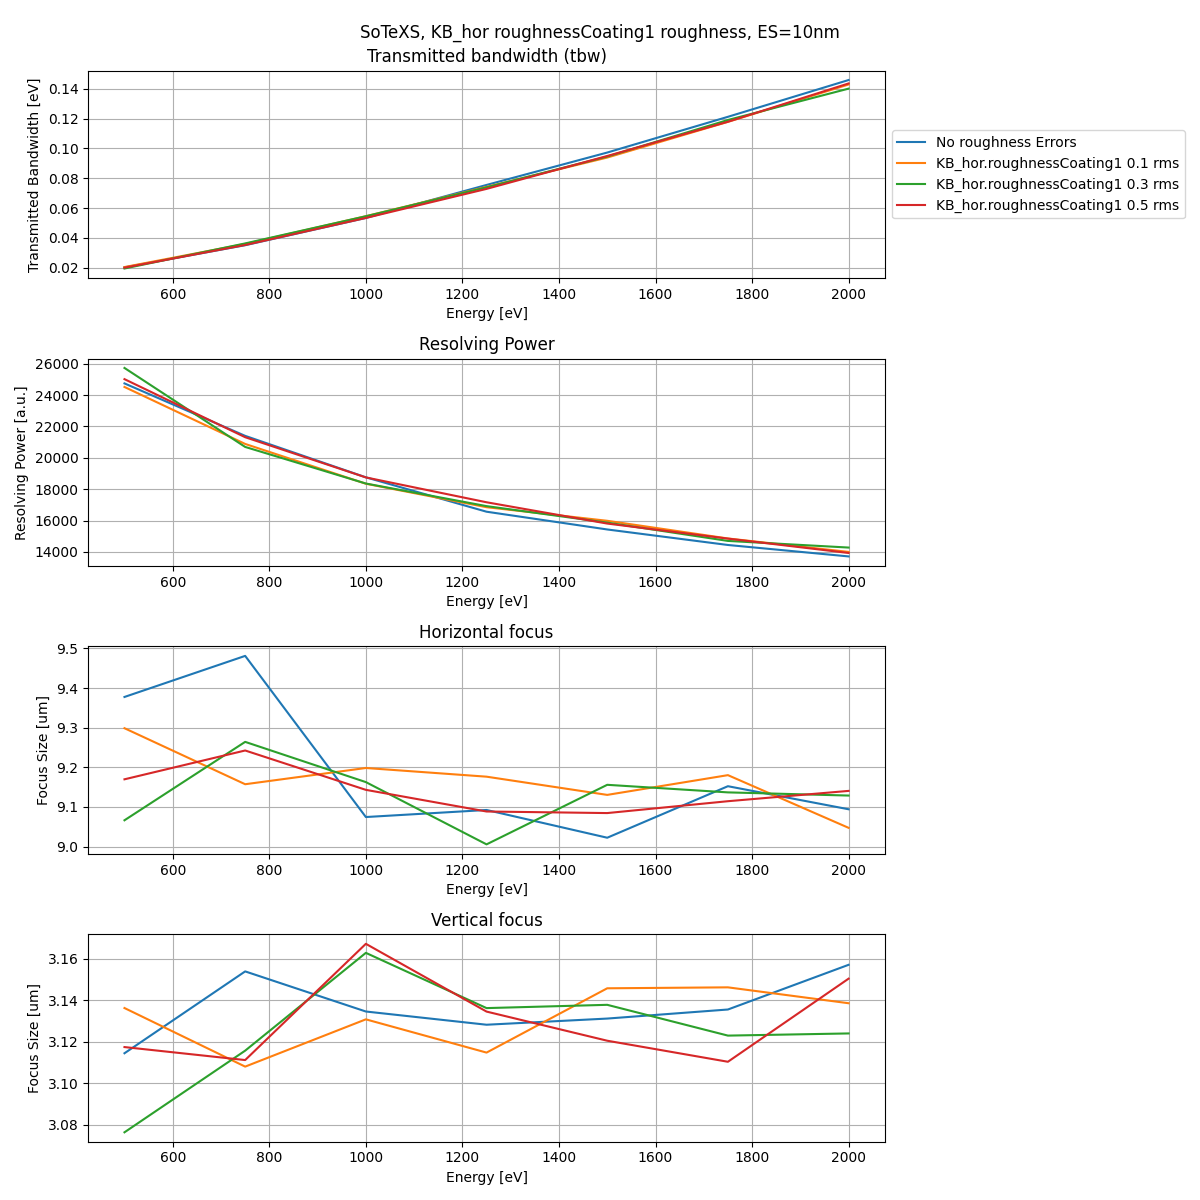 SoTeXS, KB_hor roughnessCoating1 roughness, ES=10nm
Transmitted bandwidth (tbw)
Transmitted Bandwidth [eV]
0.14
0.12
0.10
0.08
0.06
0.04
0.02
600 800 1000 1200 1400 1600 1800 2000
Energy [eV]
No roughness Errors
KB_hor.roughnessCoating1 0.1 rms
KB_hor.roughnessCoating1 0.3 rms
KB_hor.roughnessCoating1 0.5 rms
Resolving Power
Resolving Power [a.u.]
26000
24000
22000
20000
18000
16000
14000
600 800 1000 1200 1400 1600 1800 2000
Energy [eV]
Horizontal focus
Focus Size [um]
9.5
9.4
9.3
9.2
9.1
9.0
600 800 1000 1200 1400 1600 1800 2000
Energy [eV]
Vertical focus
Focus Size [um]
3.16
3.14
3.12
3.10
3.08
600 800 1000 1200 1400 1600 1800 2000
Energy [eV]